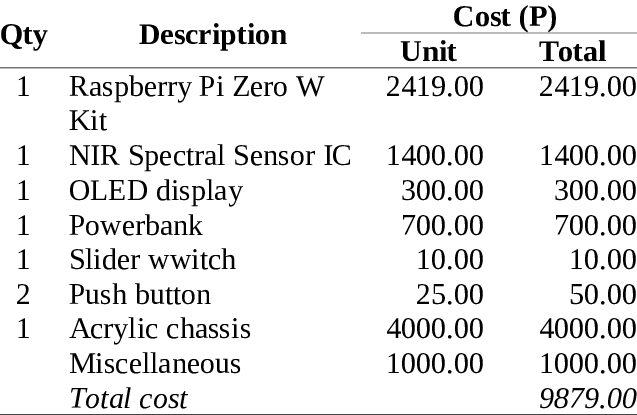 Qty Description Cost (P)
Unit Total
1 Raspberry Pi Zero W 2419.00 2419.00
Kit
1 NIR Spectral Sensor IC 1400.00 1400.00
1 OLED display 300.00 300.00
1 Powerbank 700.00 700.00
1 Slider wwitch 10.00 10.00
2 Push button 25.00 50.00
1 Acrylic chassis 4000.00 4000.00
Miscellaneous 1000.00 1000.00
Total cost 9879.00